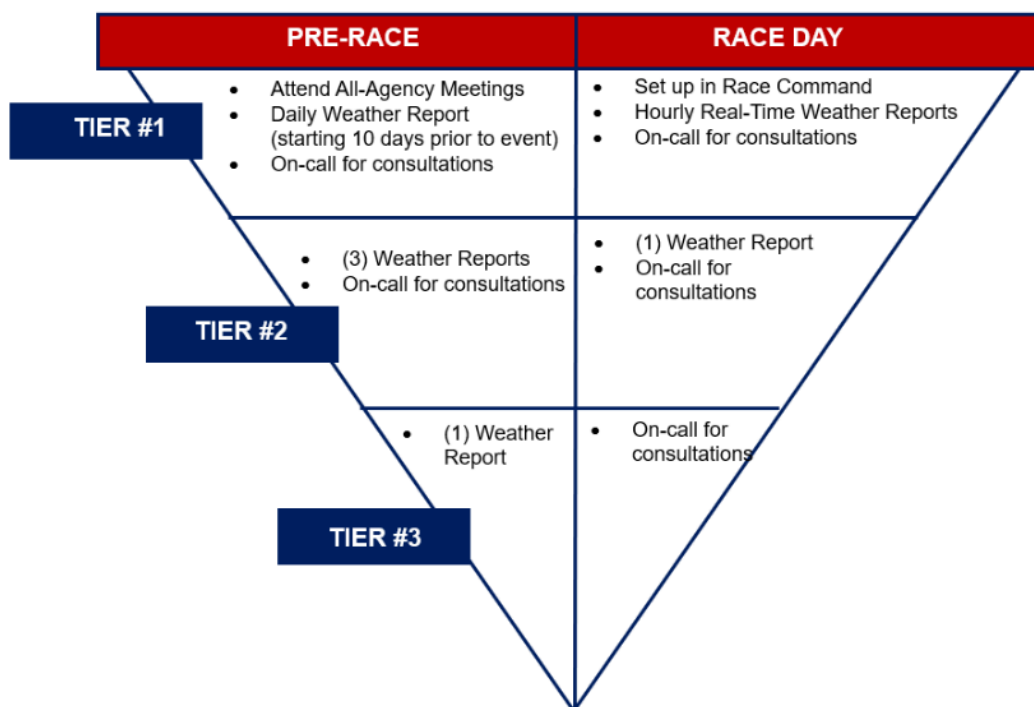 PRE-RACE
RACE DAY
TIER #1
• Attend All-Agency Meetings
• Daily Weather Report
(starting 10 days prior to event)
• On-call for consultations
• Set up in Race Command
• Hourly Real-Time Weather Reports
• On-call for consultations
TIER #2
• (3) Weather Reports
• On-call for consultations
• (1) Weather Report
• On-call for
consultations
TIER #3
• (1) Weather
Report
• On-call for
consultations